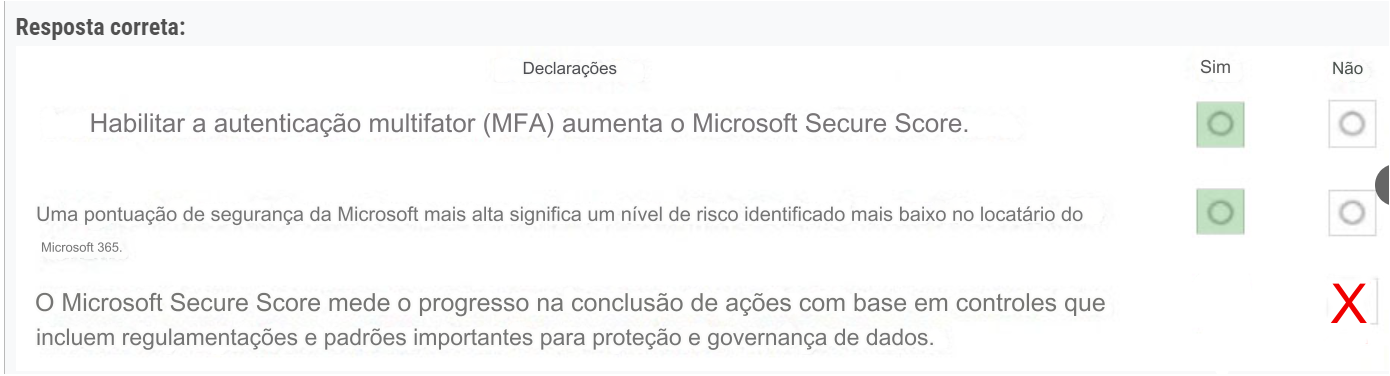 Resposta correta:
Declarações Sim Não
Habilitar a autenticação multifator (MFA) aumenta o Microsoft Secure Score.
Uma pontuação de segurança da Microsoft mais alta significa um nível de risco identificado mais baixo no locatário do
Microsoft 365.
O Microsoft Secure Score mede o progresso na conclusão de ações com base em controles que
X
incluem regulamentações e padrões importantes para proteção e governança de dados.